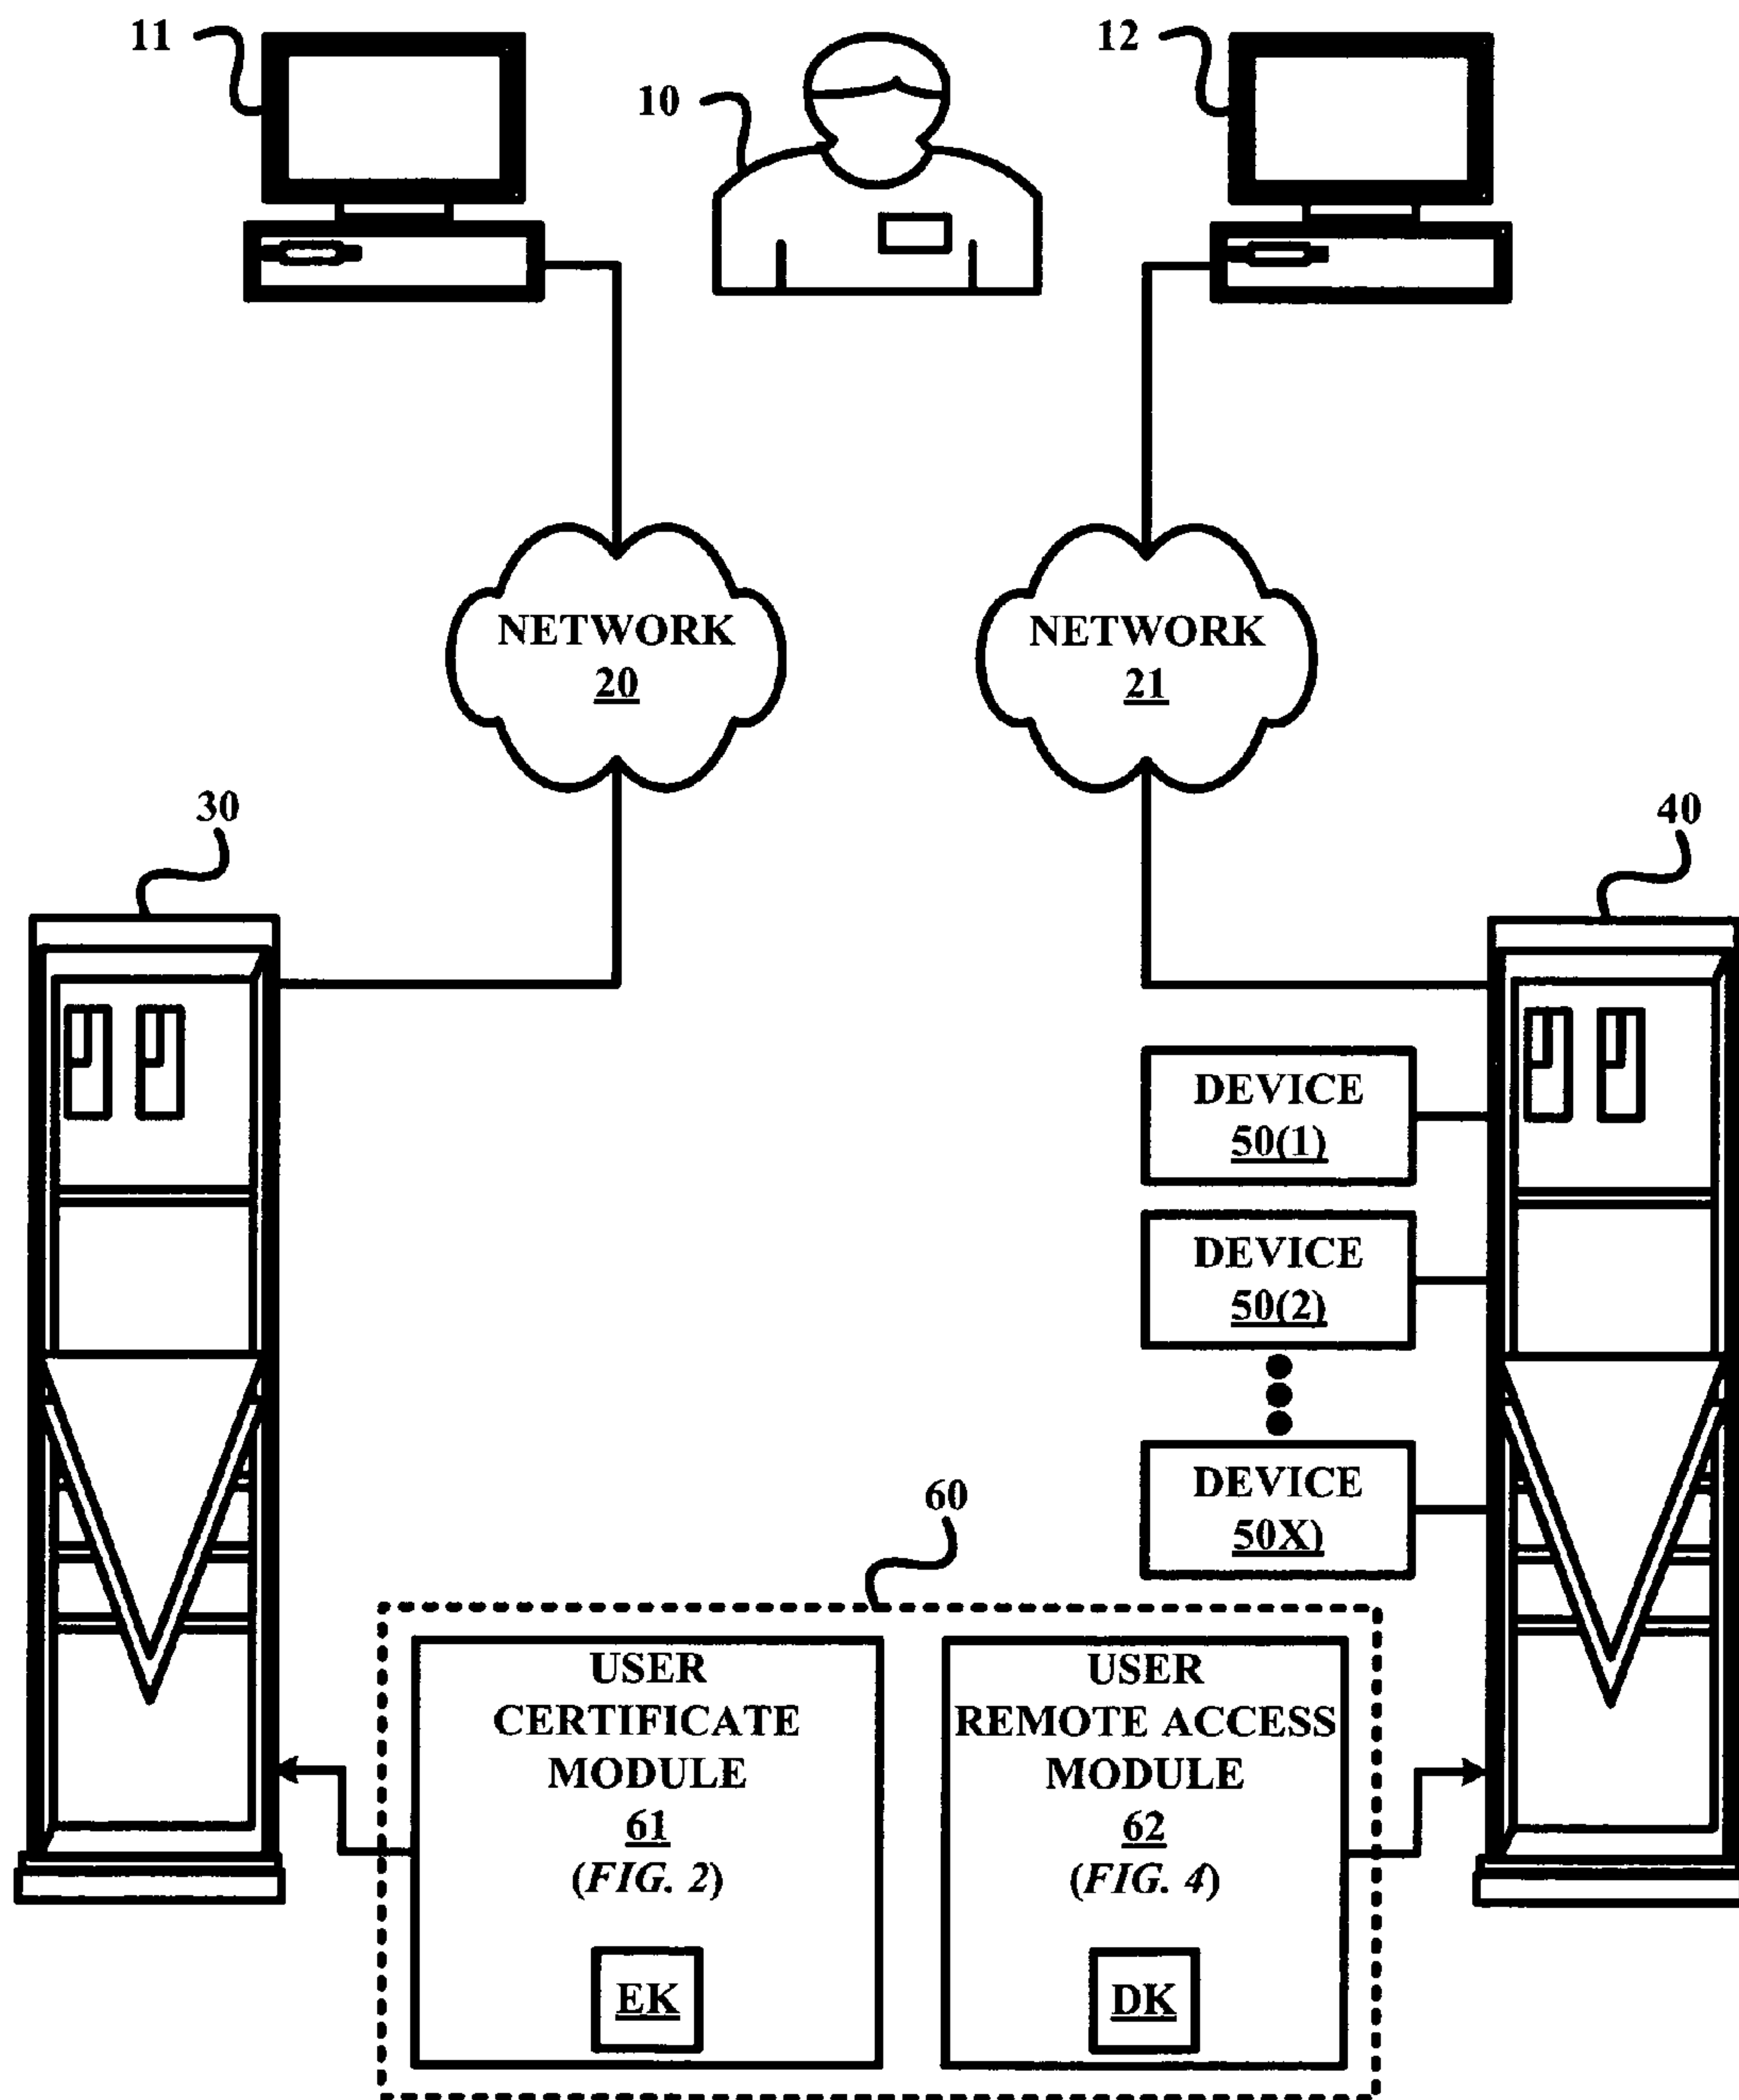 11
10
12
NETWORK
20
NETWORK
21
30
40
DEVICE
50(1)
DEVICE
50(2)
DEVICE
50X)
60
USER
CERTIFICATE
MODULE
61
(FIG. 2)
EK
USER
REMOTE ACCESS
MODULE
62
(FIG. 4)
DK